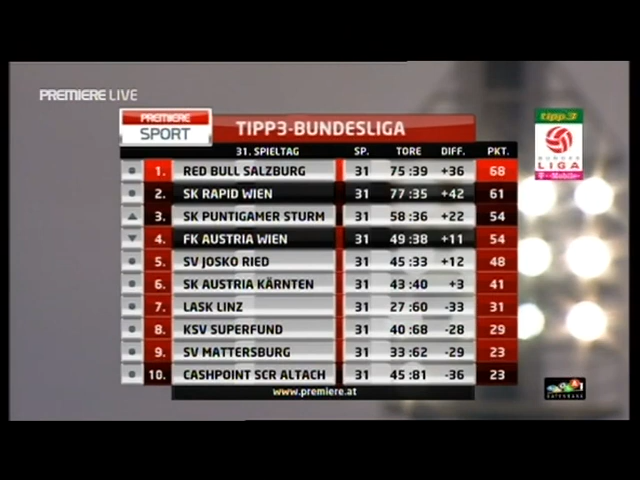 PREMIERE LIVE
PREMIERE
SPORT
TIPP3-BUNDESLIGA
tipp3
BUNDES
LIGA
T-Mobile
31. SPIELTAG SP. TORE DIFF. PKT.
1. RED BULL SALZBURG 31 75:39 +36 68
2. SK RAPID WIEN 31 77:35 +42 61
3. SK PUNTIGAMER STURM 31 58:36 +22 54
4. FK AUSTRIA WIEN 31 49:38 +11 54
5. SV JOSKO RIED 31 45:33 +12 48
6. SK AUSTRIA KÄRNTEN 31 43:40 +3 41
7. LASK LINZ 31 27:60 -33 31
8. KSV SUPERFUND 31 40:68 -28 29
9. SV MATTERSBURG 31 33:62 -29 23
10. CASHPOINT SCR ALTACH 31 45:81 -36 23
www.premiere.at
DATENBANK